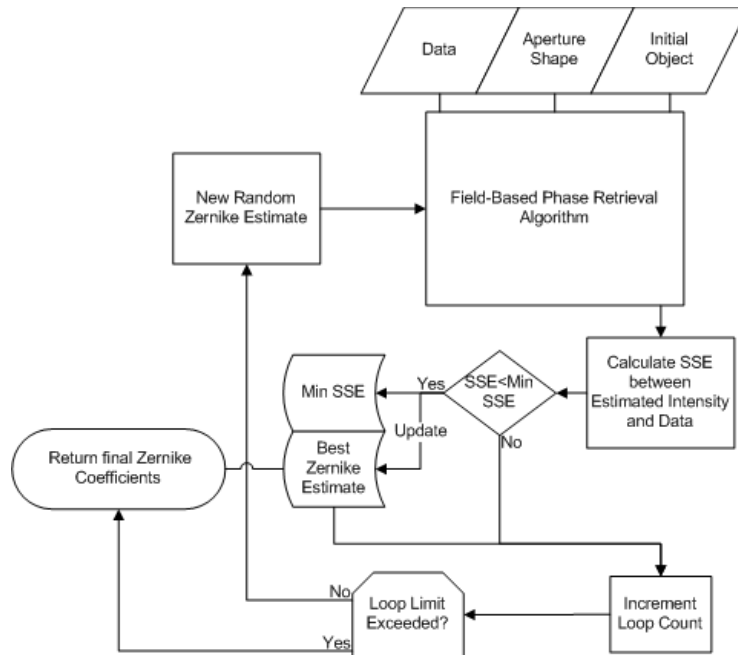 Data
Aperture
Shape
Initial
Object
New Random
Zernike Estimate
Field-Based Phase Retrieval
Algorithm
Calculate SSE
between
Estimated Intensity
and Data
SSE<Min
SSE
Yes
Min SSE
Update
No
Best
Zernike
Estimate
Return final Zernike
Coefficients
No
Loop Limit
Exceeded?
Yes
Increment
Loop Count